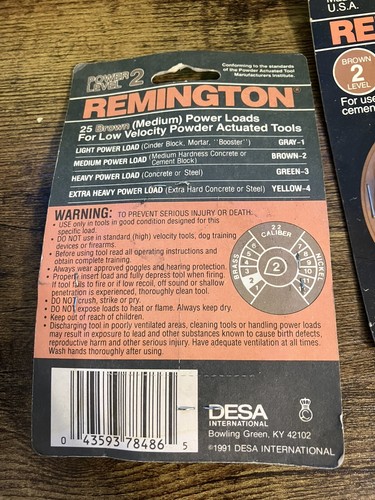 POWER LEVEL 2
Conforming to the standards
of the Powder Actuated Tool
Manufacturers Institute.
REMINGTON
25 Brown (Medium) Power Loads
For Low Velocity Powder Actuated Tools
LIGHT POWER LOAD (Cinder Block, Mortar, "Booster") GRAY-1
MEDIUM POWER LOAD (Medium Hardness Concrete or Cement Block) BROWN-2
HEAVY POWER LOAD (Concrete or Steel) GREEN-3
EXTRA HEAVY POWER LOAD (Extra Hard Concrete or Steel) YELLOW-4
WARNING: TO PREVENT SERIOUS INJURY OR DEATH:
• USE only in tools in good condition designed for this
specific load.
• DO NOT use in standard (high) velocity tools, dog training
devices or firearms.
• Before using tool read all operating instructions and
obtain complete training.
• Always wear approved goggles and hearing protection.
• Properly insert load and fully depress tool when firing.
If tool fails to fire or if low recoil, off sound or shallow
penetration is experienced, thoroughly clean tool.
• DO NOT crush, strike or pry.
• DO NOT expose loads to heat or flame. Always keep dry.
• Keep out of reach of children.
• Discharging tool in poorly ventilated areas, cleaning tools or handling power loads
may result in exposure to lead and other substances known to cause birth defects,
reproductive harm and other serious injury. Have adequate ventilation at all times.
Wash hands thoroughly after using.
22
CALIBER
BRASS
NICKEL
2
0 43593 78486 5
DESA
INTERNATIONAL
Bowling Green, KY 42102
©1991 DESA INTERNATIONAL
U.S.A.
RE
BROWN
2
LEVEL
For use
cemen